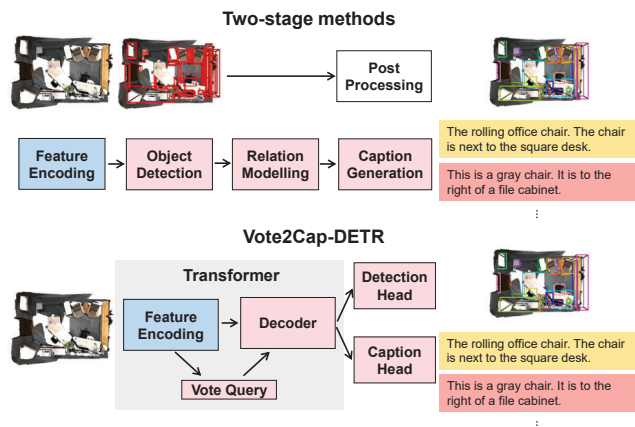 Two-stage methods
Post
Processing
Feature
Encoding
Object
Detection
Relation
Modelling
Caption
Generation
The rolling office chair. The chair
is next to the square desk.
This is a gray chair. It is to the
right of a file cabinet.
...
Vote2Cap-DETR
Transformer
Feature
Encoding
Decoder
Vote Query
Detection
Head
Caption
Head
The rolling office chair. The chair
is next to the square desk.
This is a gray chair. It is to the
right of a file cabinet.
...